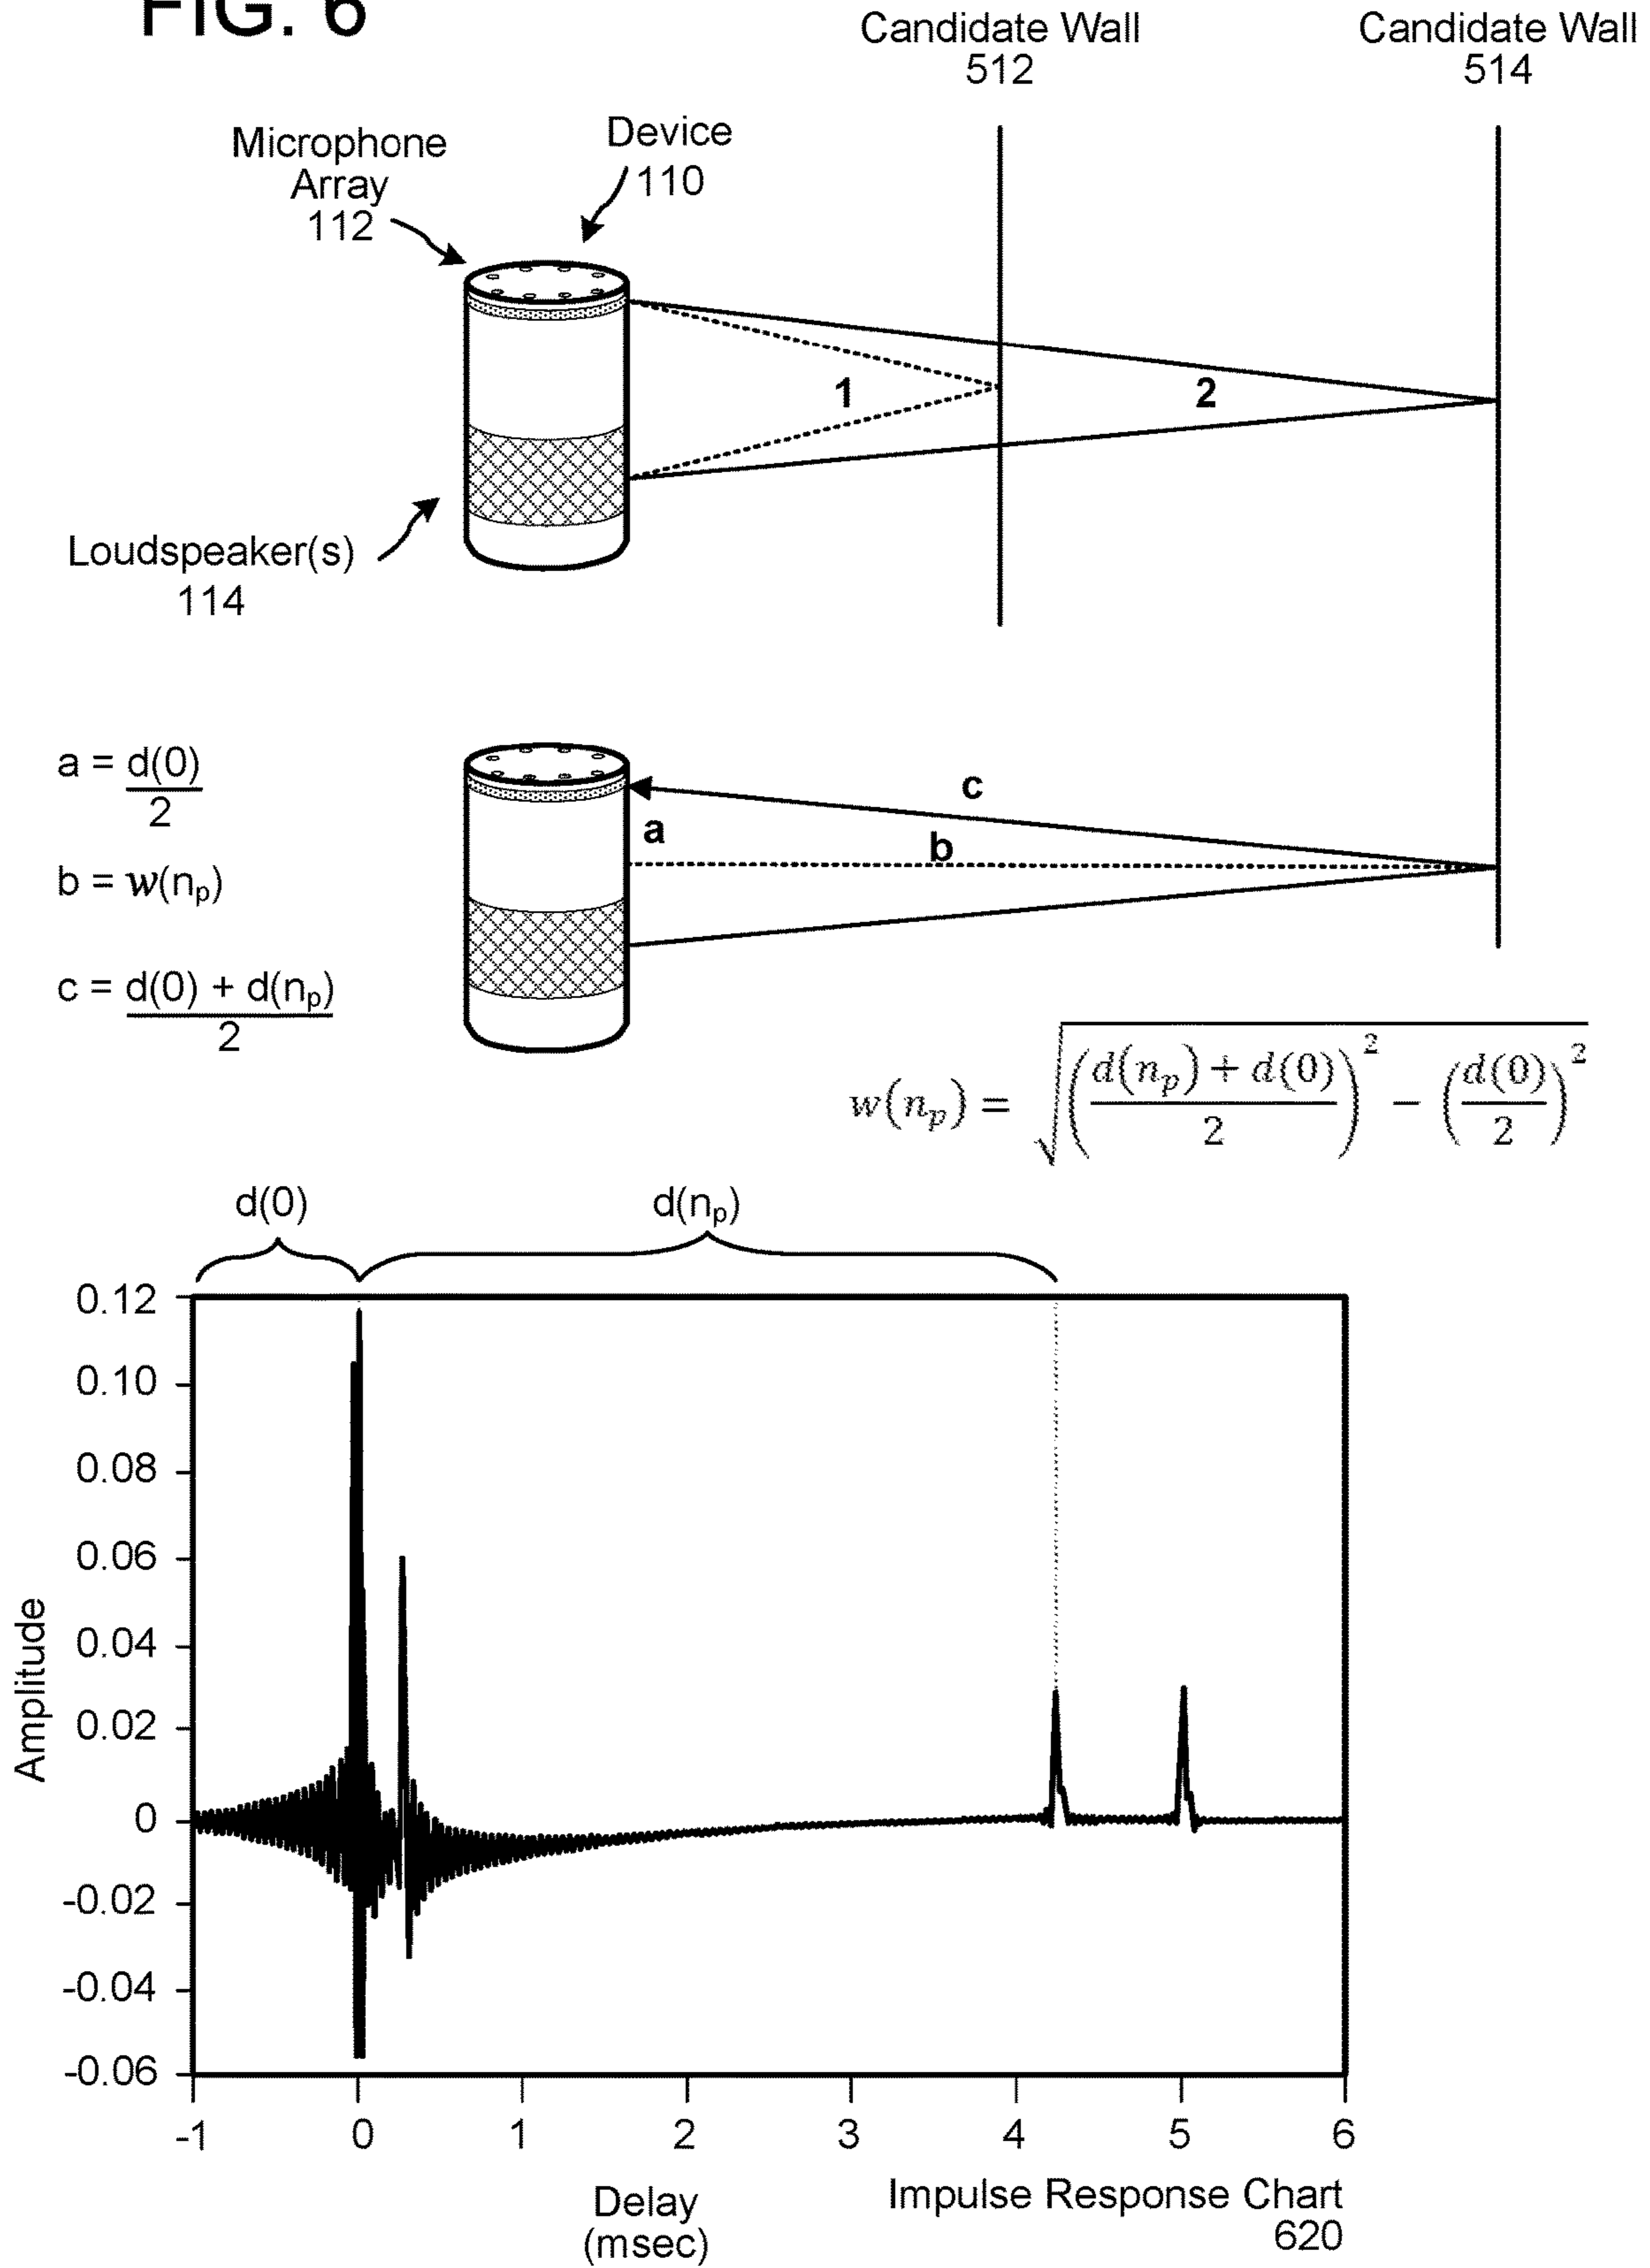 FIG. 6
Candidate Wall
512
Candidate Wall
514
Microphone
Array
112
Device
110
1
2
Loudspeaker(s)
114
a = d(0)
2
b = w(nₚ)
c = d(0) + d(nₚ)
2
c
a
b
w(nₚ) = √((d(nₚ) + d(0))/2)² − (d(0)/2)²
d(0)
d(nₚ)
0.12
0.10
0.08
0.06
0.04
0.02
0
-0.02
-0.04
-0.06
Amplitude
-1 0 1 2 3 4 5 6
Delay
(msec)
Impulse Response Chart
620